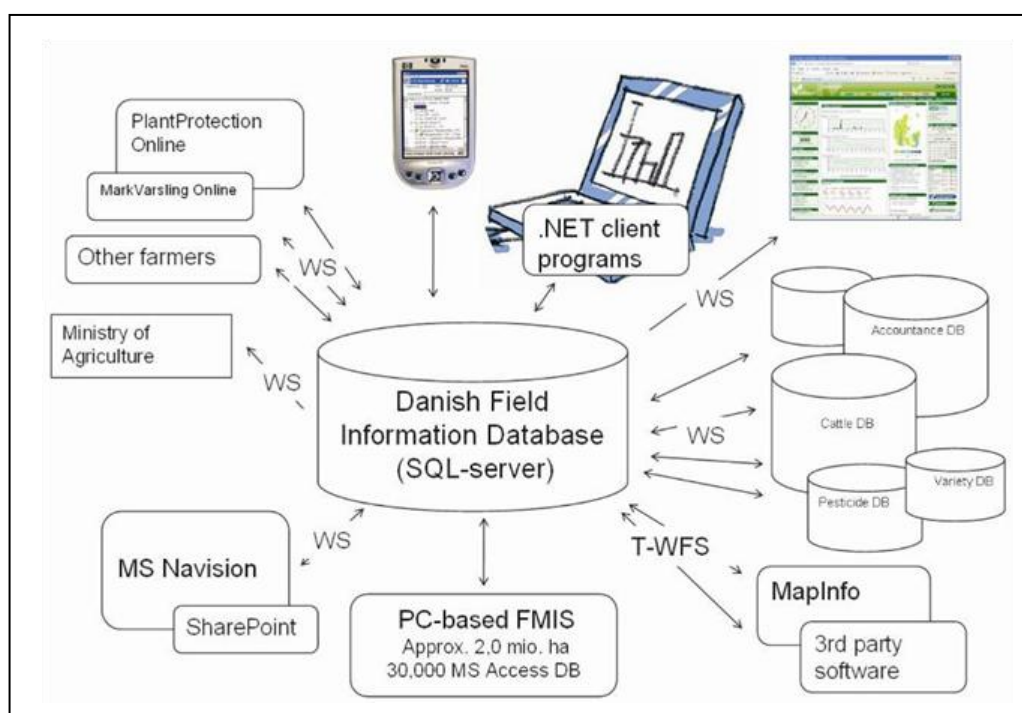 PlantProtection
Online
MarkVarsling Online
Other farmers
WS
Ministry of
Agriculture
WS
.NET client
programs
WS
Accountance DB
Cattle DB
WS
Pesticide DB
Variety DB
Danish Field
Information Database
(SQL-server)
WS
MS Navision
SharePoint
PC-based FMIS
Approx. 2,0 mio. ha
30,000 MS Access DB
T-WFS
MapInfo
3rd party
software